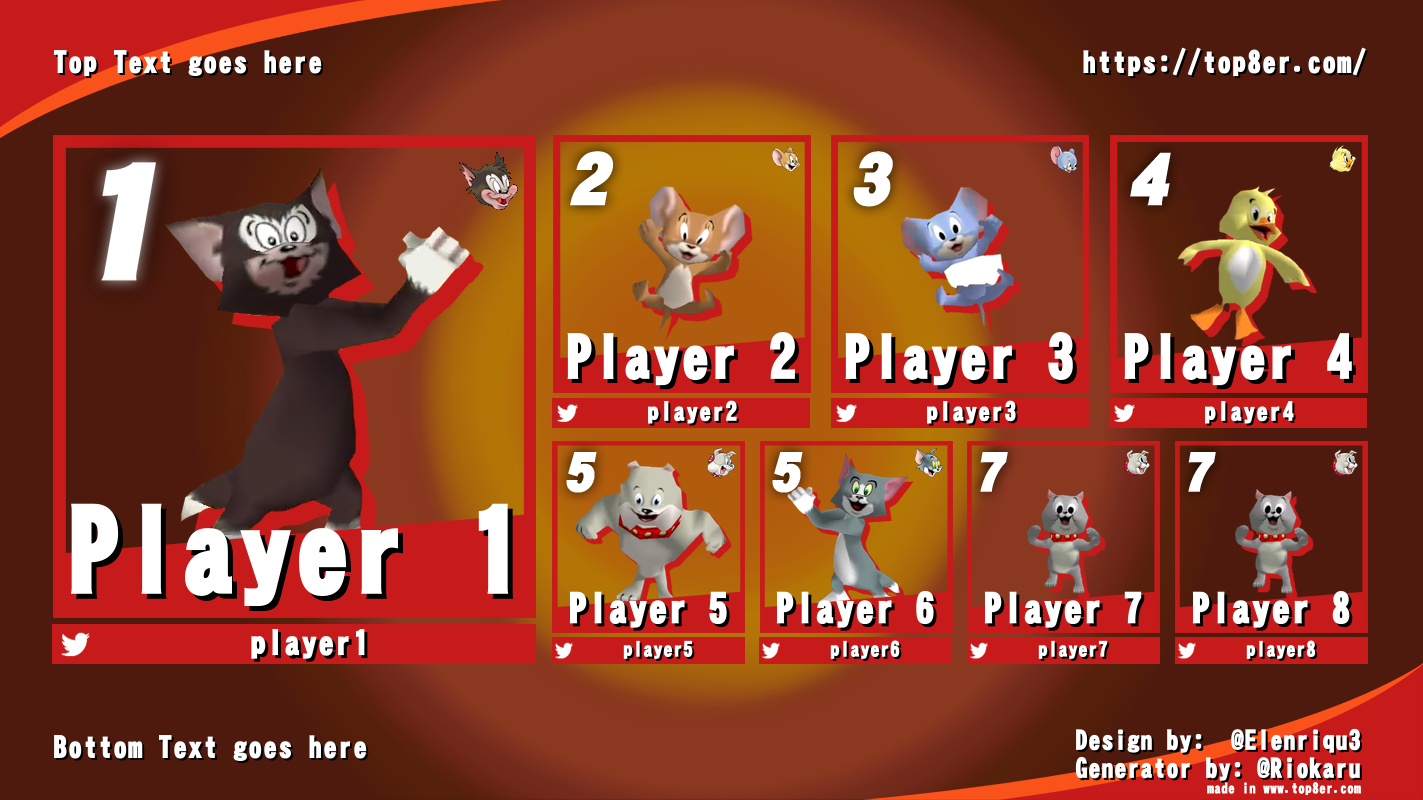 Top Text goes here
https://top8er.com/
1
Player 1
player1
2
Player 2
player2
3
Player 3
player3
4
Player 4
player4
5
Player 5
player5
5
Player 6
player6
7
Player 7
player7
7
Player 8
player8
Bottom Text goes here
Design by: @Elenriqu3
Generator by: @Riokaru
made in www.top8er.com